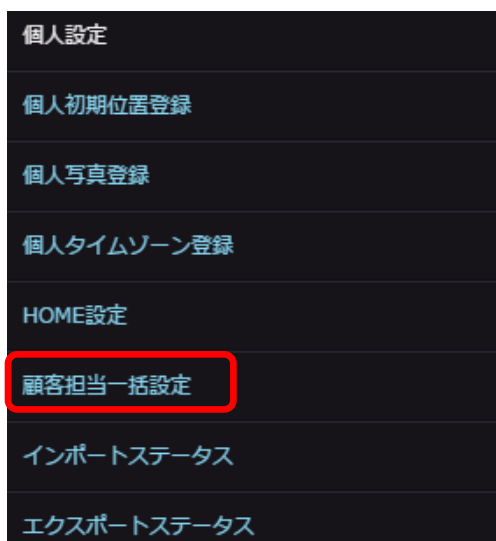 個人設定
個人初期位置登録
個人写真登録
個人タイムゾーン登録
HOME設定
顧客担当一括設定
インポートステータス
エクスポートステータス